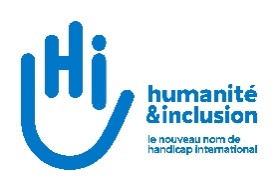 Hi
humanité
&inclusion
le nouveau nom de
handicap international